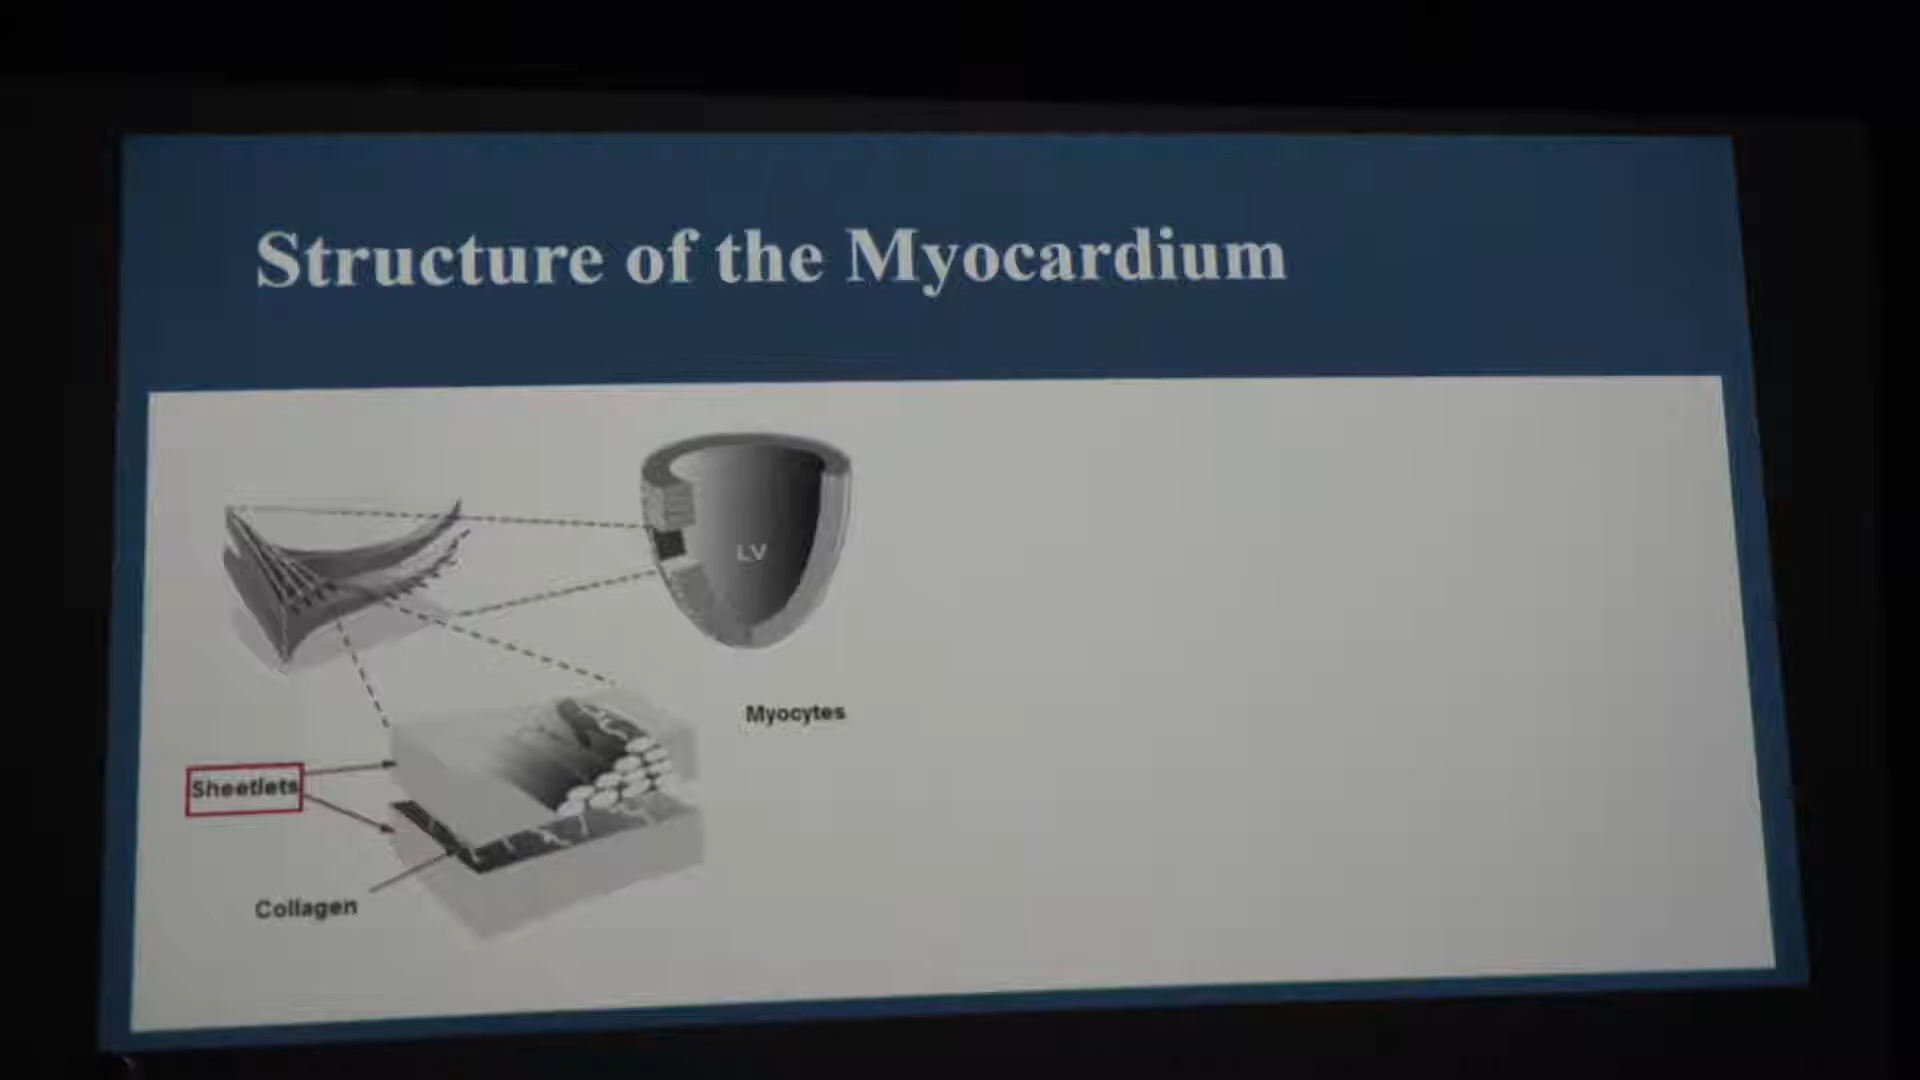 Structure of the Myocardium
LV
Myocytes
Sheetlets
Collagen